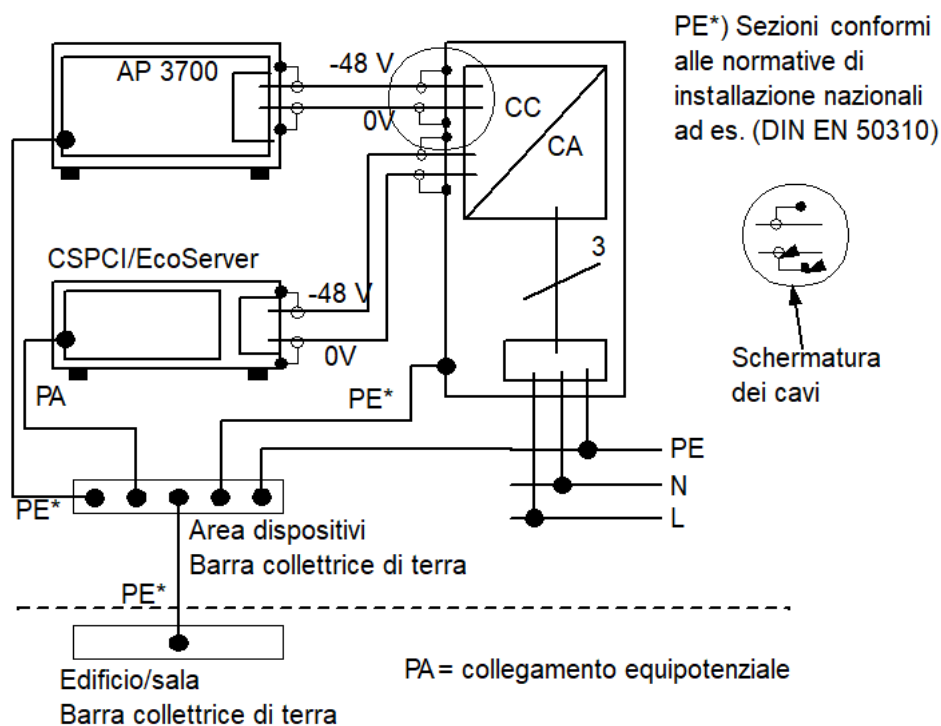 PE*) Sezioni conformi
alle normative di
installazione nazionali
ad es. (DIN EN 50310)
AP 3700
-48 V
0V
CC
CA
CSPCI/EcoServer
-48 V
0V
3
Schermatura
dei cavi
PA
PE*
PE
N
L
PE*
Area dispositivi
Barra collettrice di terra
PE*
Edificio/sala
Barra collettrice di terra
PA = collegamento equipotenziale